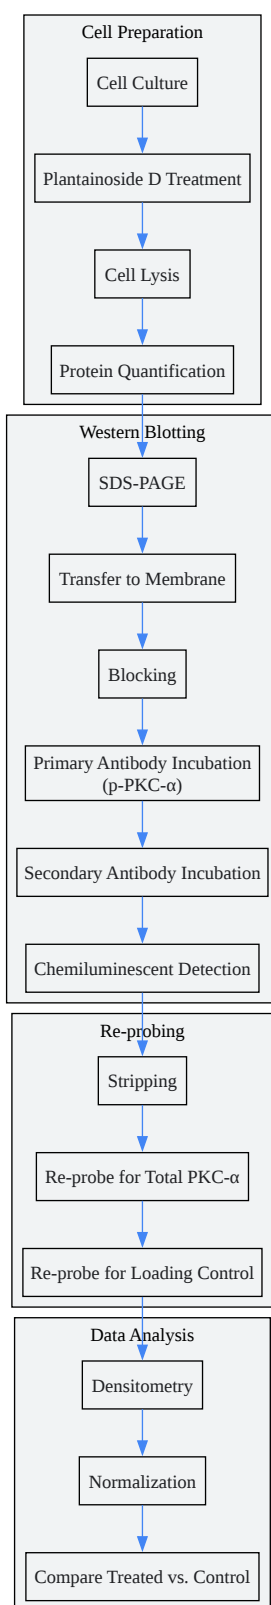 Cell Preparation
Cell Culture
Plantainoside D Treatment
Cell Lysis
Protein Quantification
Western Blotting
SDS-PAGE
Transfer to Membrane
Blocking
Primary Antibody Incubation
(p-PKC-α)
Secondary Antibody Incubation
Chemiluminescent Detection
Re-probing
Stripping
Re-probe for Total PKC-α
Re-probe for Loading Control
Data Analysis
Densitometry
Normalization
Compare Treated vs. Control